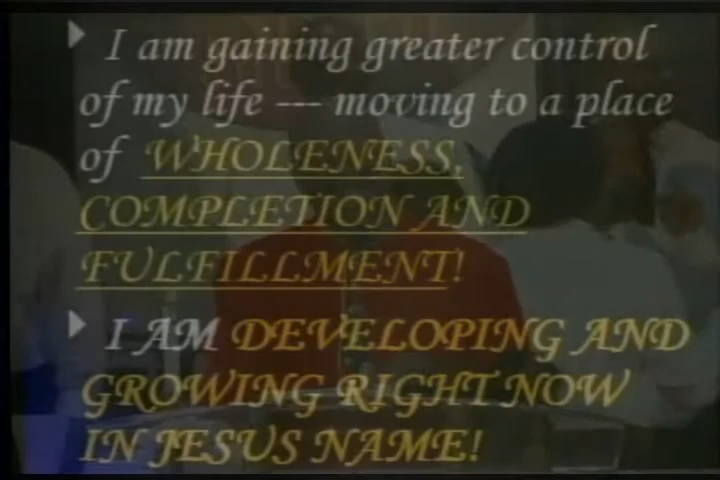 I am gaining greater control
of my life --- moving to a place
of WHOLENESS,
COMPLETION AND
FULFILLMENT!
I AM DEVELOPING AND
GROWING RIGHT NOW
IN JESUS NAME!